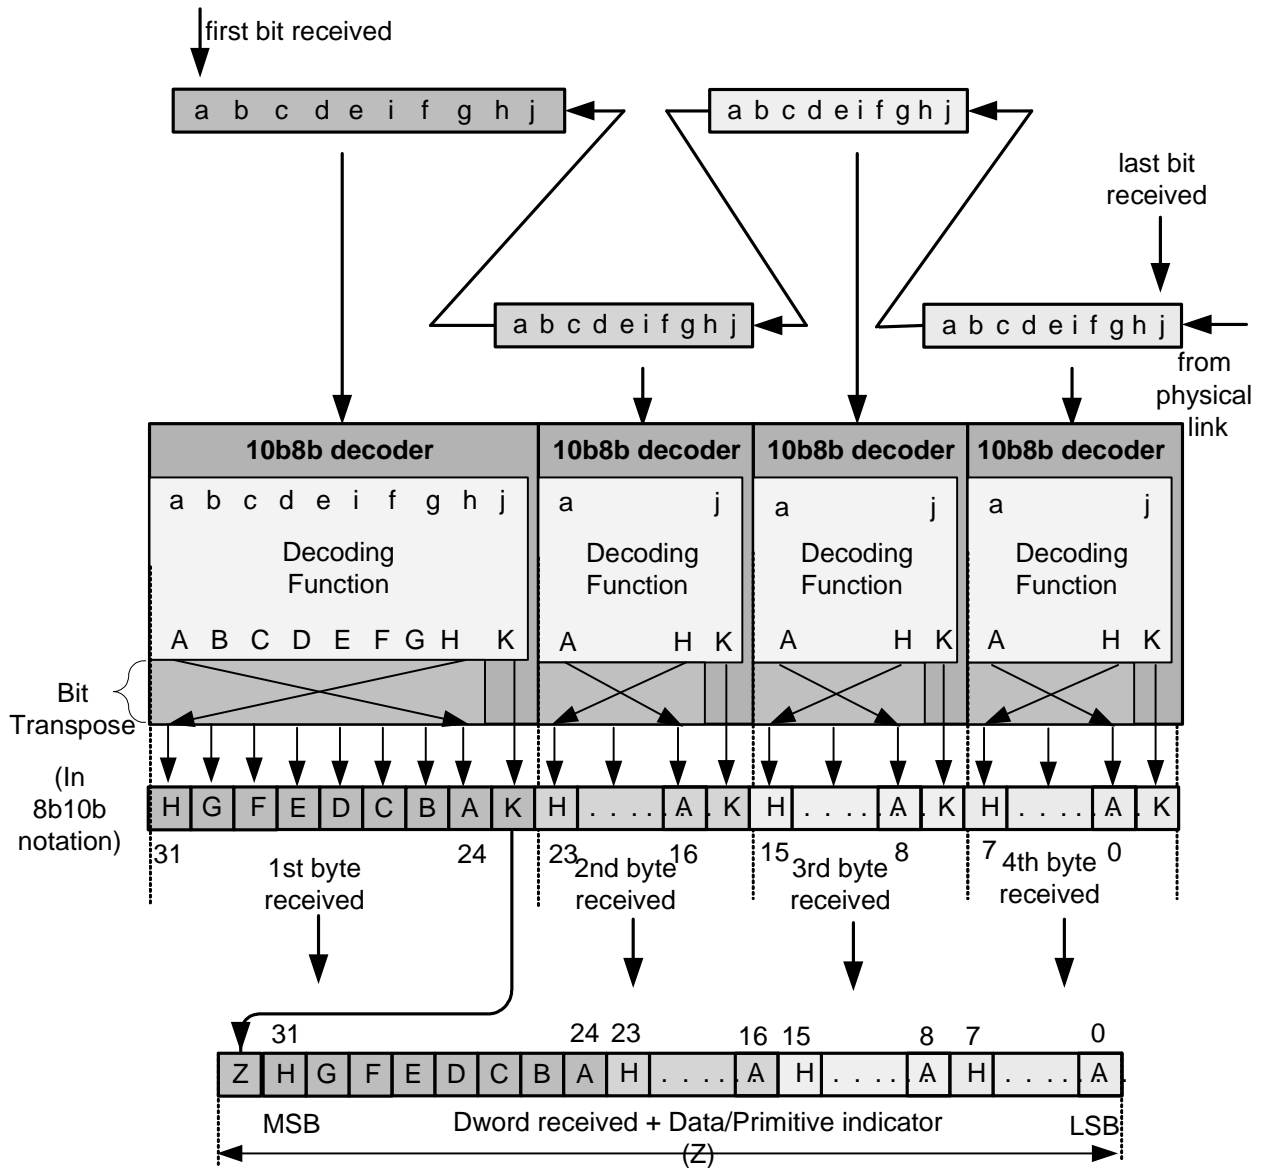 first bit received
a b c d e i f g h j
a b c d e i f g h j
last bit
received
a b c d e i f g h j
a b c d e i f g h j
from
physical
link
10b8b decoder 10b8b decoder 10b8b decoder 10b8b decoder
a b c d e i f g h j a j a j a j
Decoding Decoding Decoding Decoding
Function Function Function Function
A B C D E F G H K A H K A H K A H K
Bit
Transpose
(In
8b10b
notation)
H G F E D C B A K H . . . . . A . K H . . . . . A . K H . . . . . A . K
31 24 23 16 15 8 7 0
1st byte 2nd byte 3rd byte 4th byte
received received received received
31 24 23 16 15 8 7 0
Z H G F E D C B A H . . . . . A H . . . . . A H . . . . . A .
MSB Dword received + Data/Primitive indicator LSB
(Z)